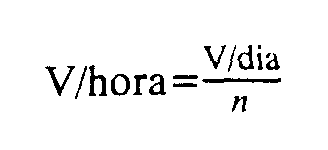 V/hora = V/dia / n